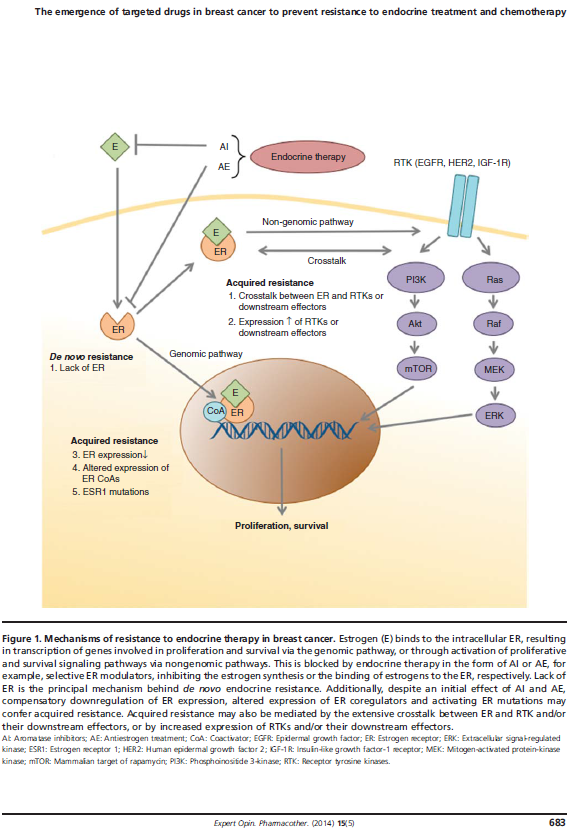 The emergence of targeted drugs in breast cancer to prevent resistance to endocrine treatment and chemotherapy
E
AI
AE
Endocrine therapy
RTK (EGFR, HER2, IGF-1R)
E
ER
Non-genomic pathway
Crosstalk
PI3K
Ras
Acquired resistance
1. Crosstalk between ER and RTKs or
downstream effectors
2. Expression ↑ of RTKs or
downstream effectors
Akt
Raf
ER
mTOR
MEK
De novo resistance
1. Lack of ER
Genomic pathway
E
CoA
ER
ERK
Acquired resistance
3. ER expression↓
4. Altered expression of
ER CoAs
5. ESR1 mutations
Proliferation, survival
Figure 1. Mechanisms of resistance to endocrine therapy in breast cancer. Estrogen (E) binds to the intracellular ER, resulting
in transcription of genes involved in proliferation and survival via the genomic pathway, or through activation of proliferative
and survival signaling pathways via nongenomic pathways. This is blocked by endocrine therapy in the form of AI or AE, for
example, selective ER modulators, inhibiting the estrogen synthesis or the binding of estrogens to the ER, respectively. Lack of
ER is the principal mechanism behind de novo endocrine resistance. Additionally, despite an initial effect of AI and AE,
compensatory downregulation of ER expression, altered expression of ER coregulators and activating ER mutations may
confer acquired resistance. Acquired resistance may also be mediated by the extensive crosstalk between ER and RTK and/or
their downstream effectors, or by increased expression of RTKs and/or their downstream effectors.
AI: Aromatase inhibitors; AE: Antiestrogen treatment; CoA: Coactivator; EGFR: Epidermal growth factor; ER: Estrogen receptor; ERK: Extracellular signal-regulated
kinase; ESR1: Estrogen receptor 1; HER2: Human epidermal growth factor 2; IGF-1R: Insulin-like growth factor-1 receptor; MEK: Mitogen-activated protein-kinase
kinase; mTOR: Mammalian target of rapamycin; PI3K: Phosphoinositide 3-kinase; RTK: Receptor tyrosine kinases.
Expert Opin. Pharmacother. (2014) 15(5)
683